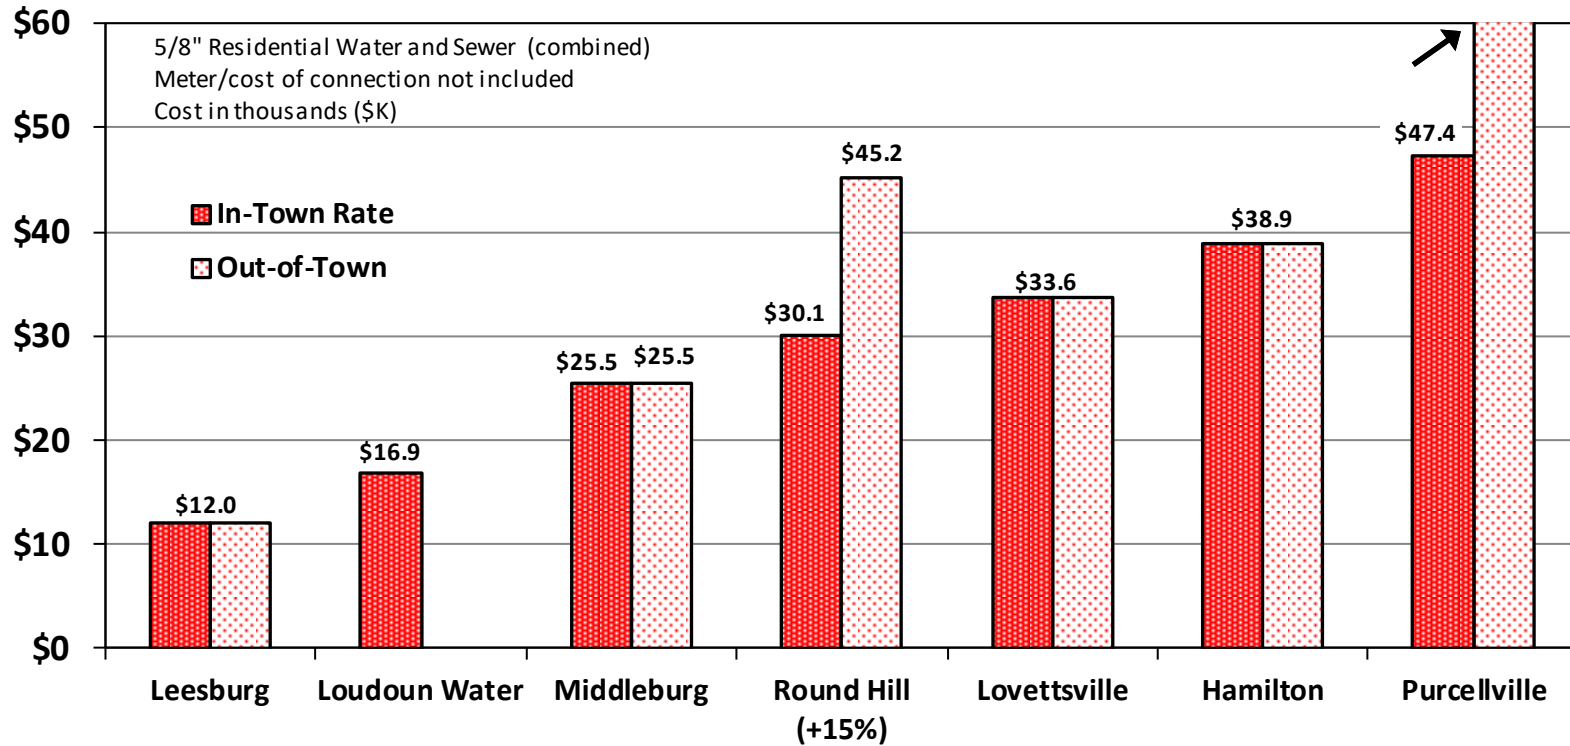 $60
$50
$40
$30
$20
$10
$0
5/8" Residential Water and Sewer (combined)
Meter/cost of connection not included
Cost in thousands ($K)
In-Town Rate
Out-of-Town
$12.0
$16.9
$25.5
$25.5
$30.1
$45.2
$33.6
$38.9
$47.4
Leesburg
Loudoun Water
Middleburg
Round Hill
(+15%)
Lovettsville
Hamilton
Purcellville